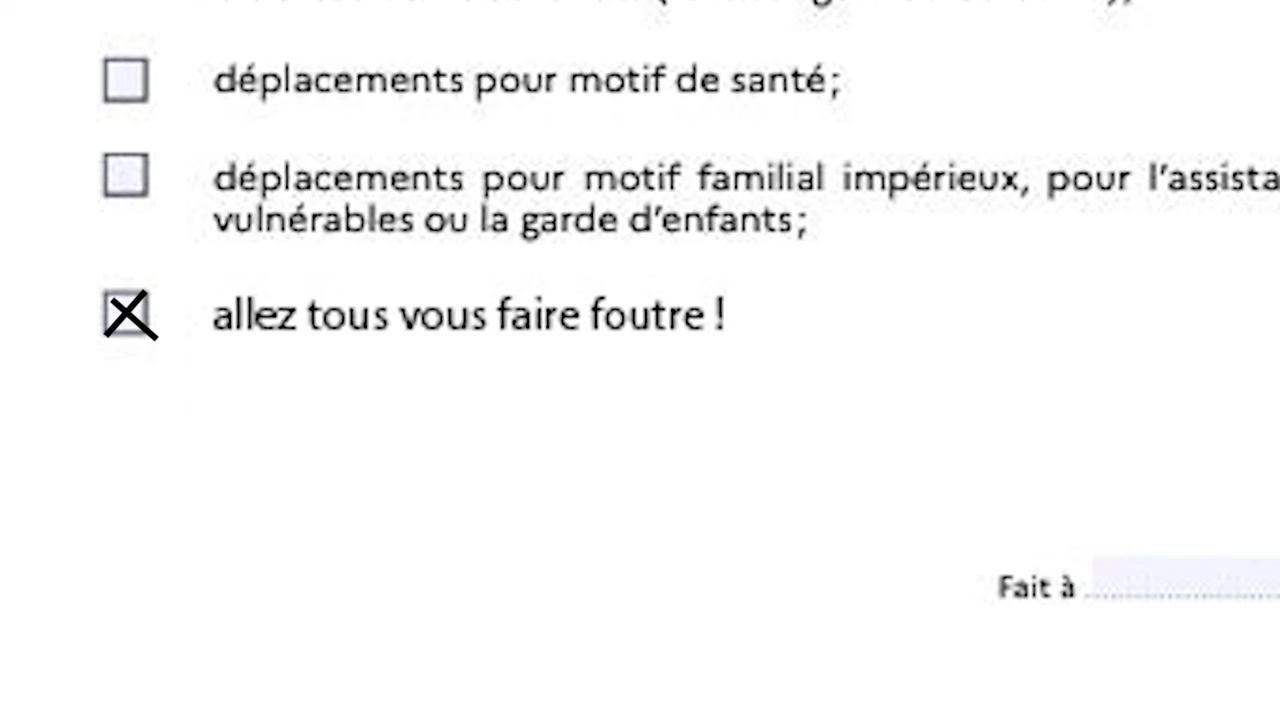 déplacements pour motif de santé;
déplacements pour motif familial impérieux, pour l'assista
vulnérables ou la garde d'enfants;
allez tous vous faire foutre !
Fait à